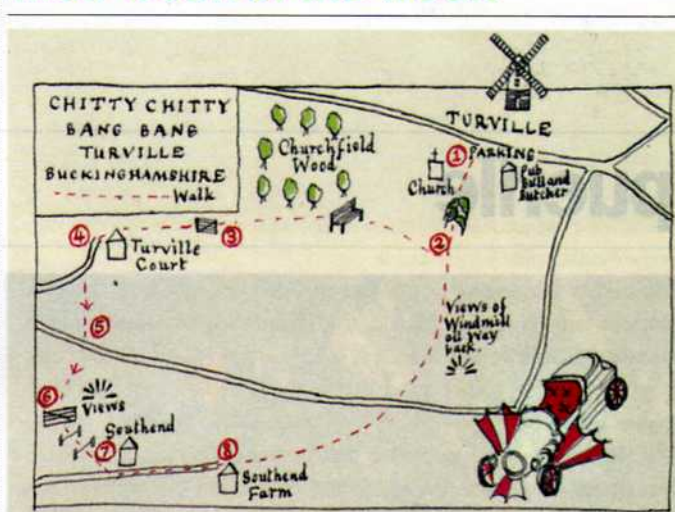 CHITTY CHITTY
BANG BANG
TURVILLE
BUCKINGHAMSHIRE
Walk
TURVILLE
① PARKING
Churchfield
Wood
Church
Pub
Bull and
Butcher
②
③
④
Turville
Court
⑤
Views of
Windmill
all way
back.
⑥
Views
Southend
⑦
⑧
Southend
Farm